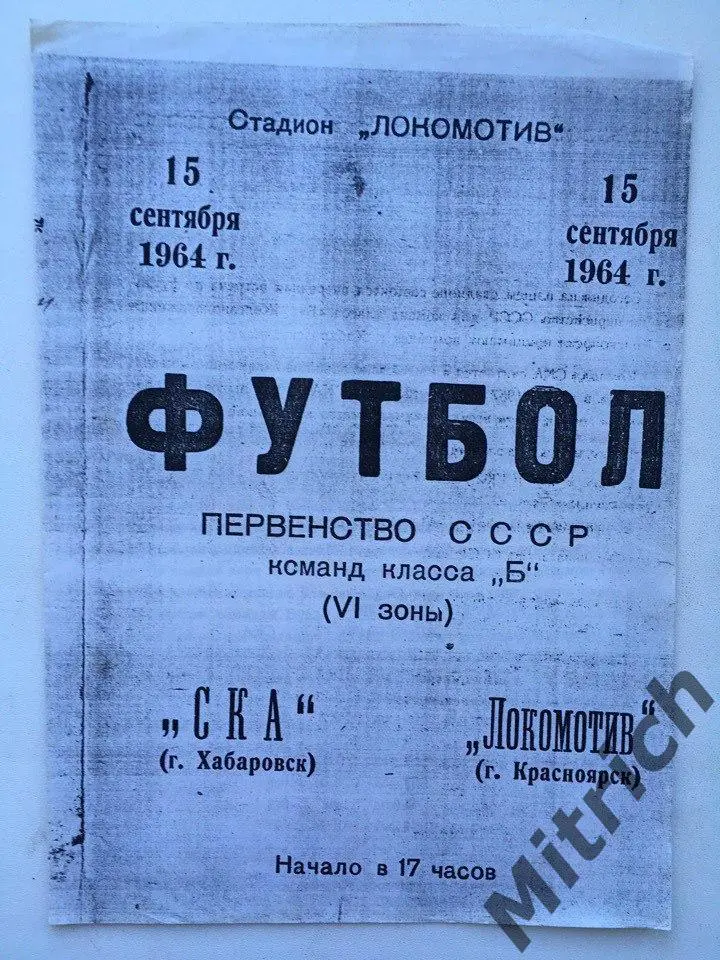 Стадион „ЛОКОМОТИВ“
15
сентября
1964 г.
15
сентября
1964 г.
ФУТБОЛ
ПЕРВЕНСТВО СССР
ксманд класса „Б“
(VI зоны)
„СКА“
(г. Хабаровск)
„ЛОКОМОТИВ“
(г. Красноярск)
Начало в 17 часов
Mitrich